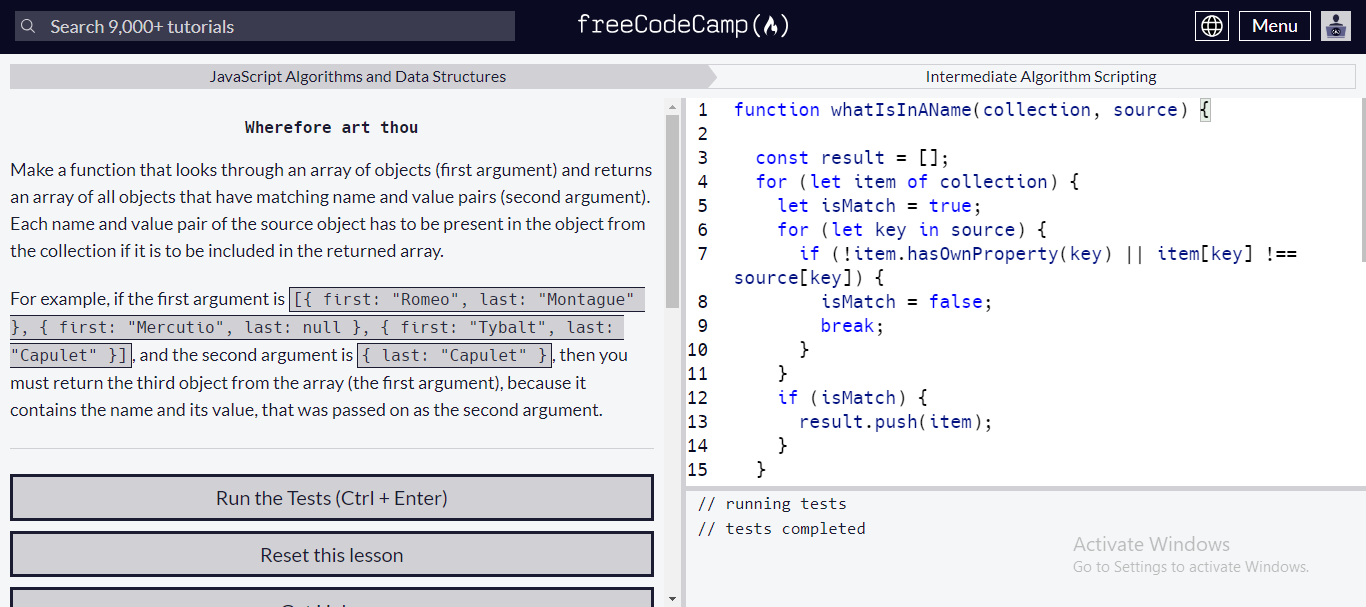 Search 9,000+ tutorials
freeCodeCamp(🔥)
Menu
JavaScript Algorithms and Data Structures
Intermediate Algorithm Scripting
Wherefore art thou
Make a function that looks through an array of objects (first argument) and returns
an array of all objects that have matching name and value pairs (second argument).
Each name and value pair of the source object has to be present in the object from
the collection if it is to be included in the returned array.
For example, if the first argument is [{ first: "Romeo", last: "Montague"
}, { first: "Mercutio", last: null }, { first: "Tybalt", last:
"Capulet" }], and the second argument is { last: "Capulet" }, then you
must return the third object from the array (the first argument), because it
contains the name and its value, that was passed on as the second argument.
Run the Tests (Ctrl + Enter)
Reset this lesson
1 function whatIsInAName(collection, source) {
2
3 const result = [];
4 for (let item of collection) {
5 let isMatch = true;
6 for (let key in source) {
7 if (!item.hasOwnProperty(key) || item[key] !==
source[key]) {
8 isMatch = false;
9 break;
10 }
11 }
12 if (isMatch) {
13 result.push(item);
14 }
15 }
// running tests
// tests completed
Activate Windows
Go to Settings to activate Windows.